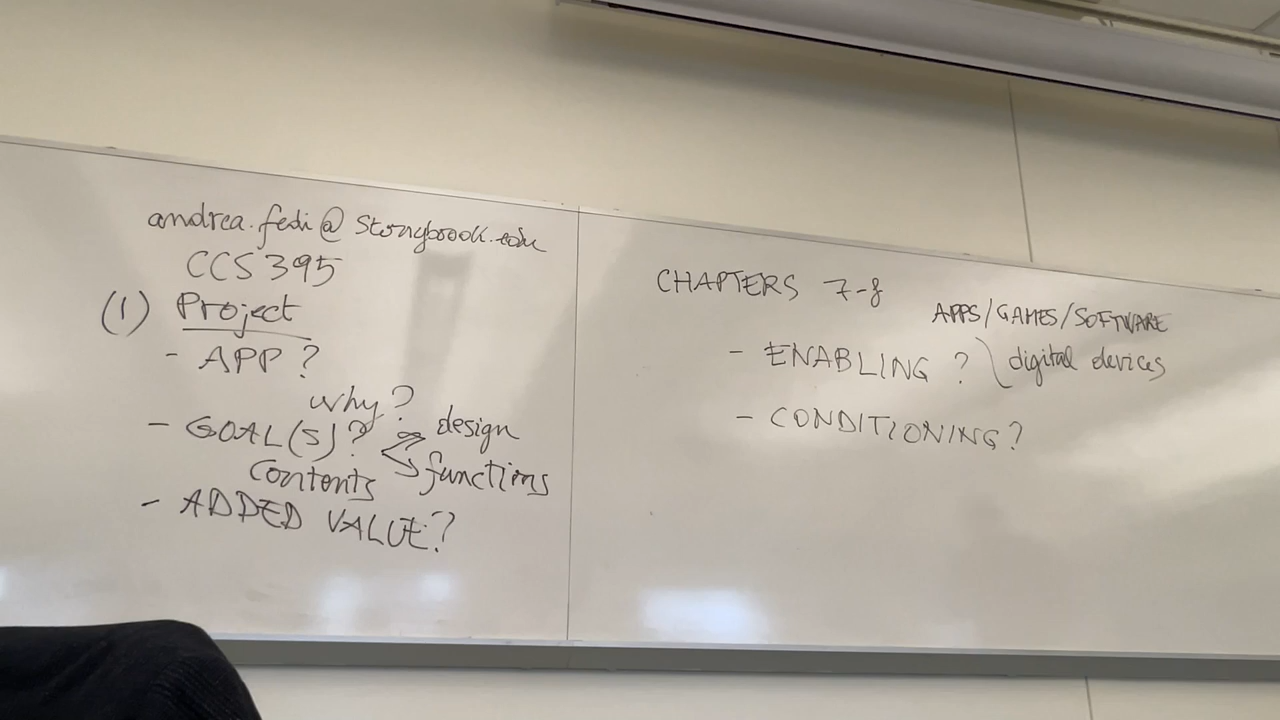 andrea.fedi@stonybrook.edu
CCS 395
(1) Project
- APP?
why?
- GOAL(S)? design
functions
contents
- ADDED VALUE?
CHAPTERS 7-8
APPS/GAMES/SOFTWARE
- ENABLING? digital devices
- CONDITIONING?